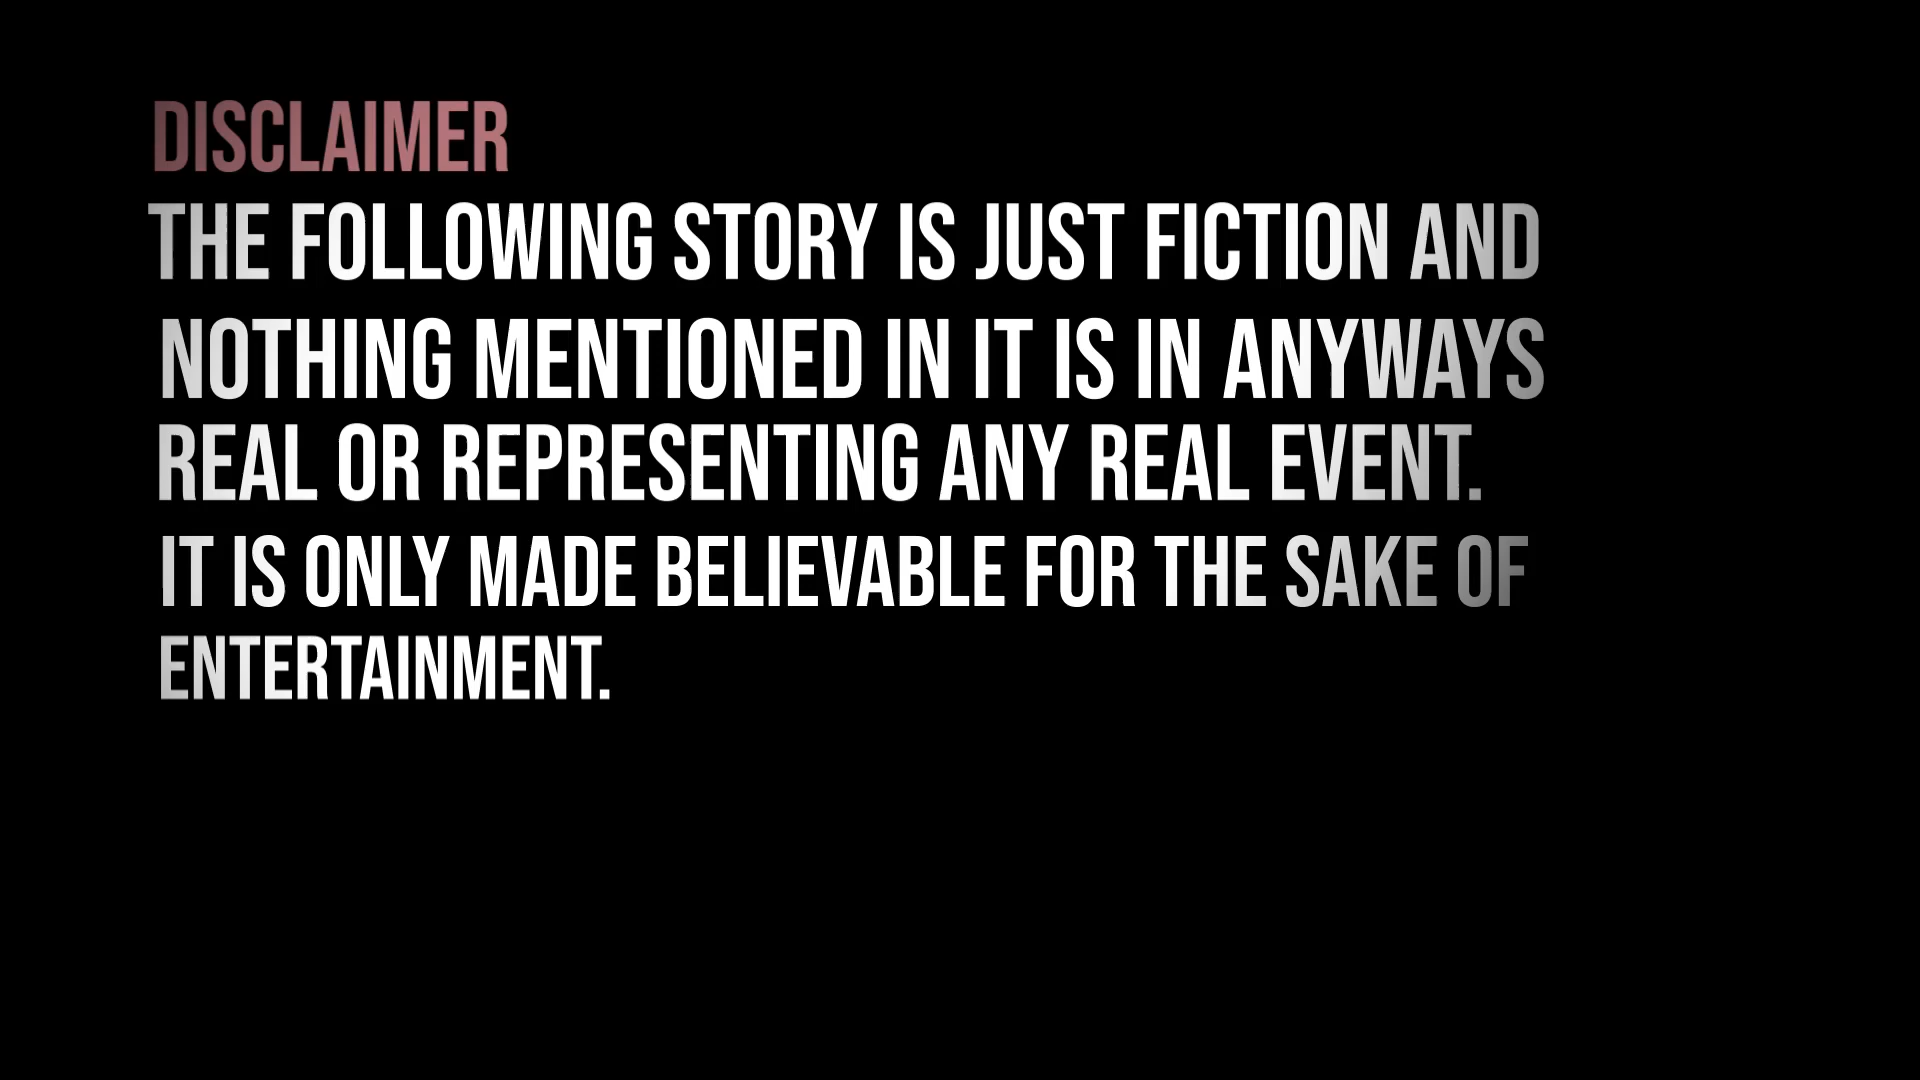 DISCLAIMER
THE FOLLOWING STORY IS JUST FICTION AND
NOTHING MENTIONED IN IT IS IN ANYWAYS
REAL OR REPRESENTING ANY REAL EVENT.
IT IS ONLY MADE BELIEVABLE FOR THE SAKE OF
ENTERTAINMENT.